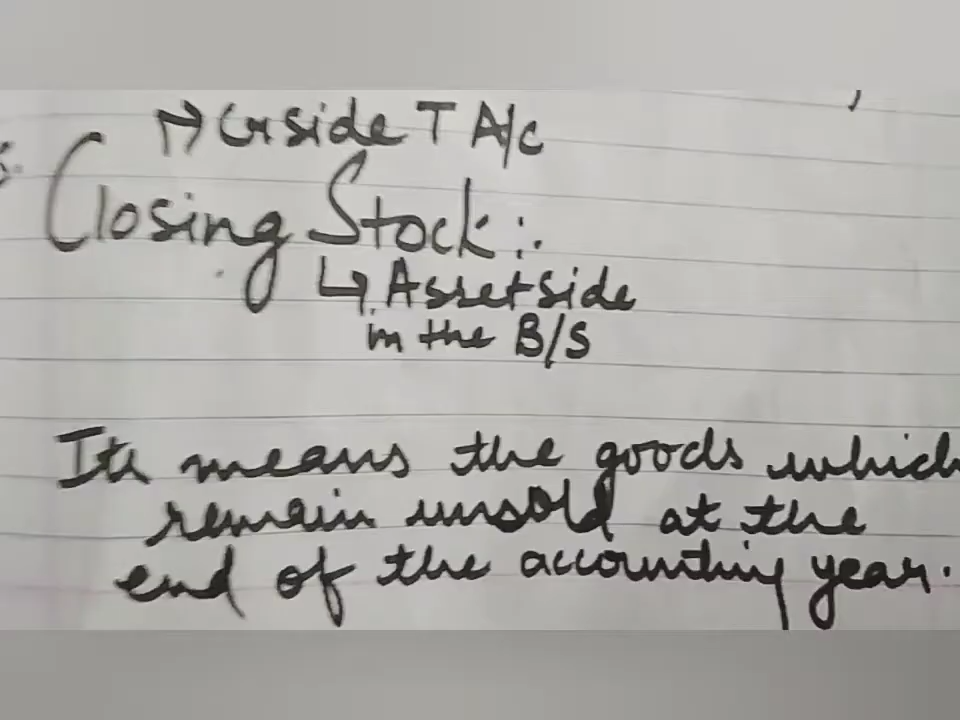 → Cr side T A/c
Closing Stock :.
↳ Asset side
in the B/S
Its means the goods which
remain unsold at the
end of the accounting year.